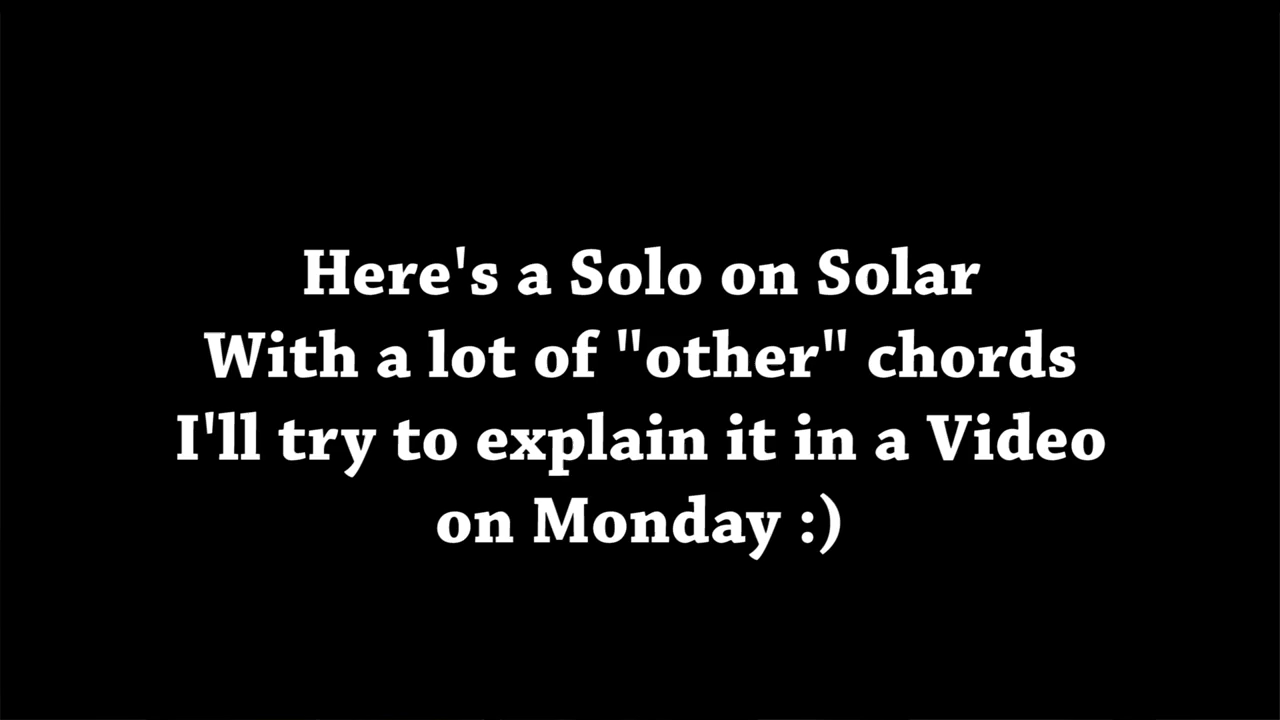 Here's a Solo on Solar
With a lot of "other" chords
I'll try to explain it in a Video
on Monday :)